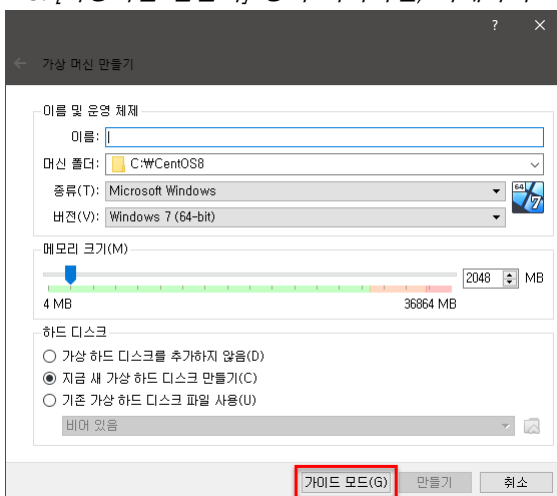 ? ×
← 가상 머신 만들기
이름 및 운영 체제
이름:
머신 폴더: C:₩CentOS8
종류(T): Microsoft Windows
64
버전(V): Windows 7 (64-bit)
7
메모리 크기(M)
2048 MB
4 MB 36864 MB
하드 디스크
가상 하드 디스크를 추가하지 않음(D)
지금 새 가상 하드 디스크 만들기(C)
기존 가상 하드 디스크 파일 사용(U)
비어 있음
가이드 모드(G) 만들기 취소